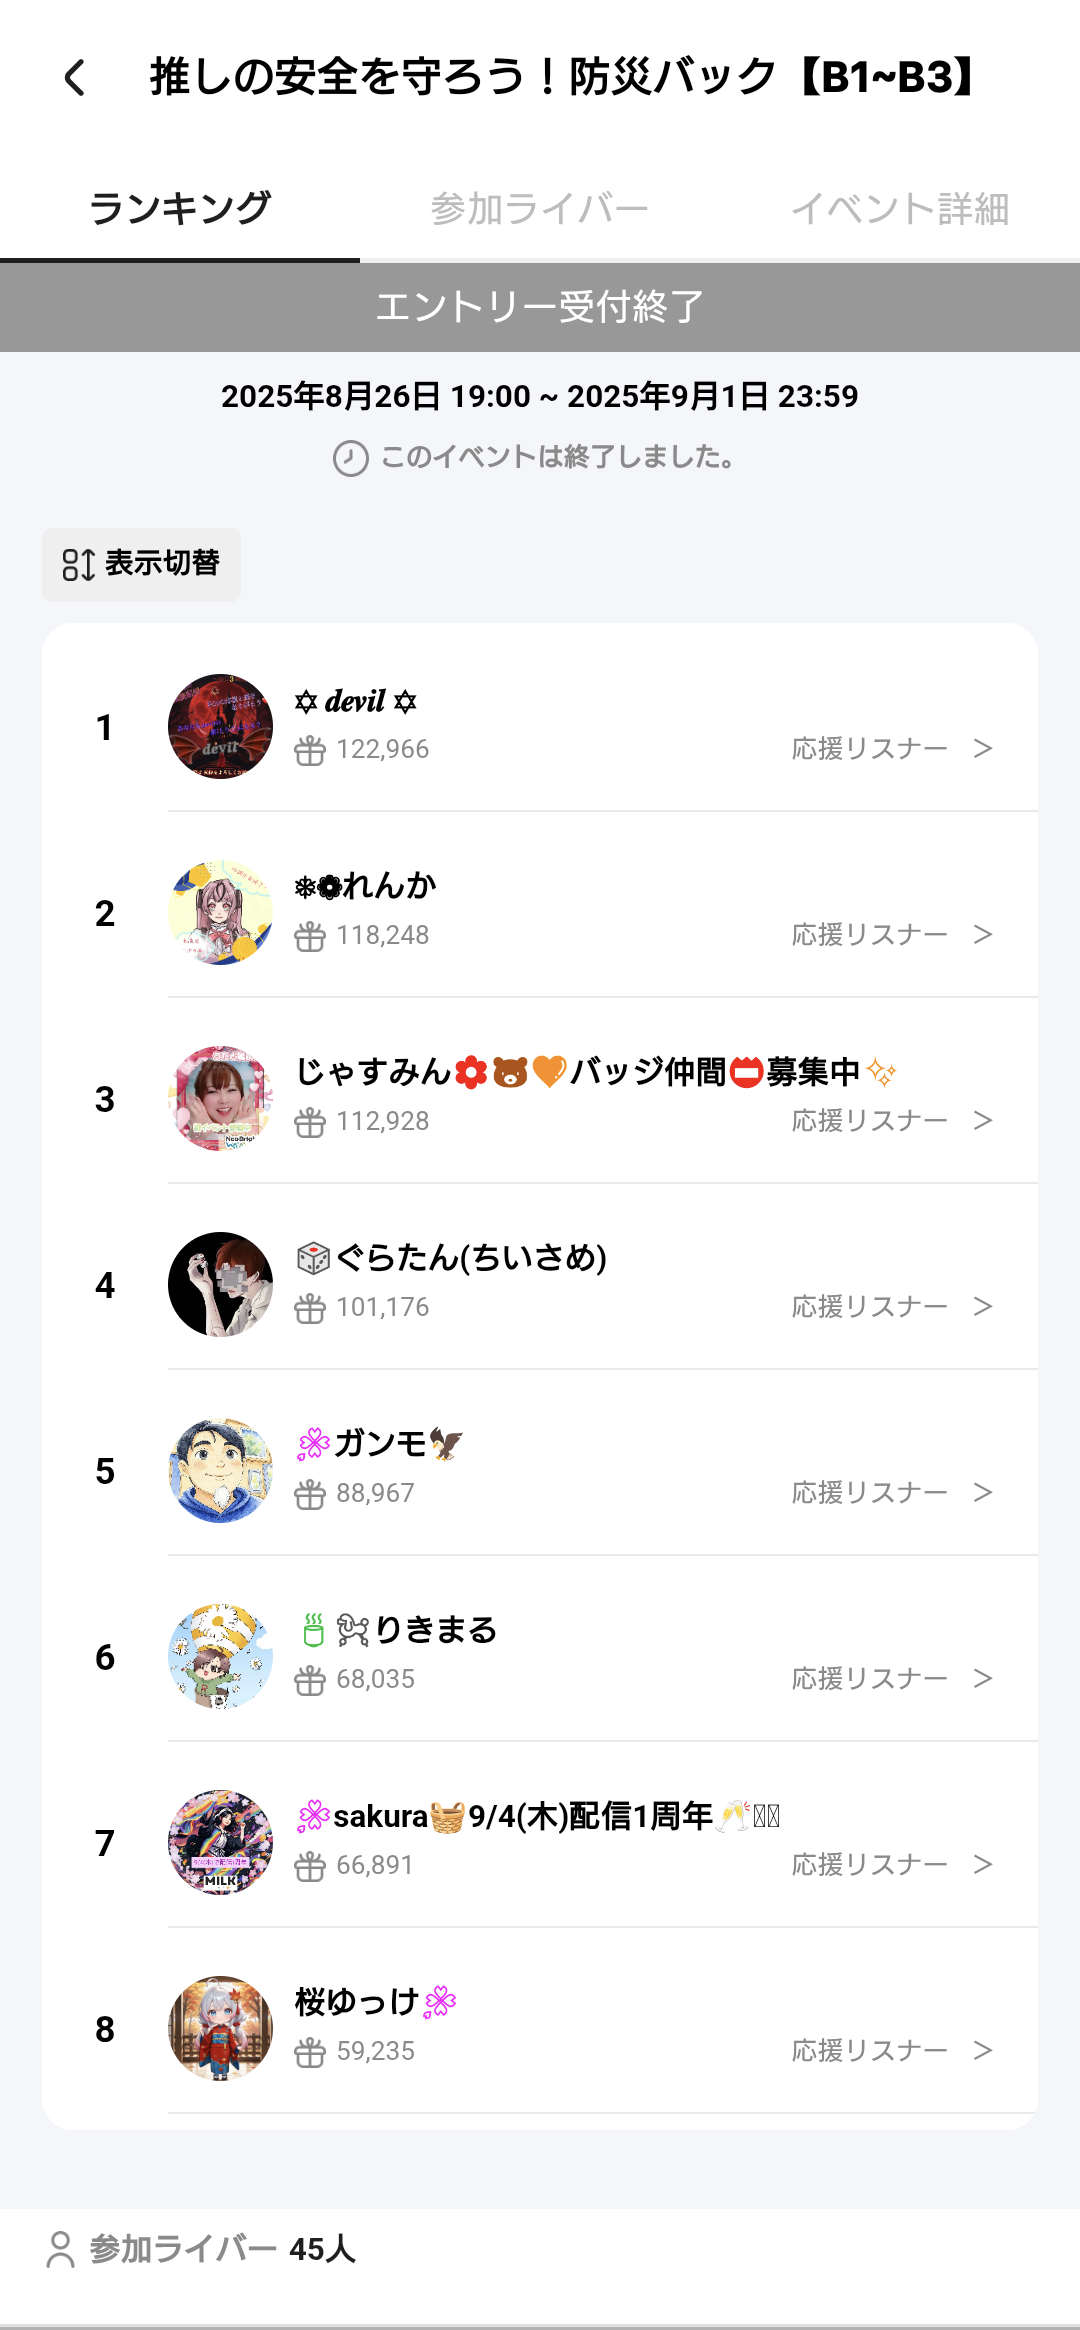 推しの安全を守ろう！防災バック【B1~B3】
ランキング 参加ライバー イベント詳細
エントリー受付終了
2025年8月26日 19:00 ~ 2025年9月1日 23:59
このイベントは終了しました。
表示切替
1
✡ 𝒅𝒆𝒗𝒊𝒍 ✡
122,966 応援リスナー >
2
❄❁れんか
118,248 応援リスナー >
3
じゃすみん🏵🐻🧡バッジ仲間📛募集中✨
112,928 応援リスナー >
4
🎲ぐらたん(ちいさめ)
101,176 応援リスナー >
5
🌸ガンモ🦅
88,967 応援リスナー >
6
🍵🐩りきまる
68,035 応援リスナー >
7
🌸sakura🧺9/4(木)配信1周年🥂
66,891 応援リスナー >
8
桜ゆっけ🌸
59,235 応援リスナー >
参加ライバー 45人